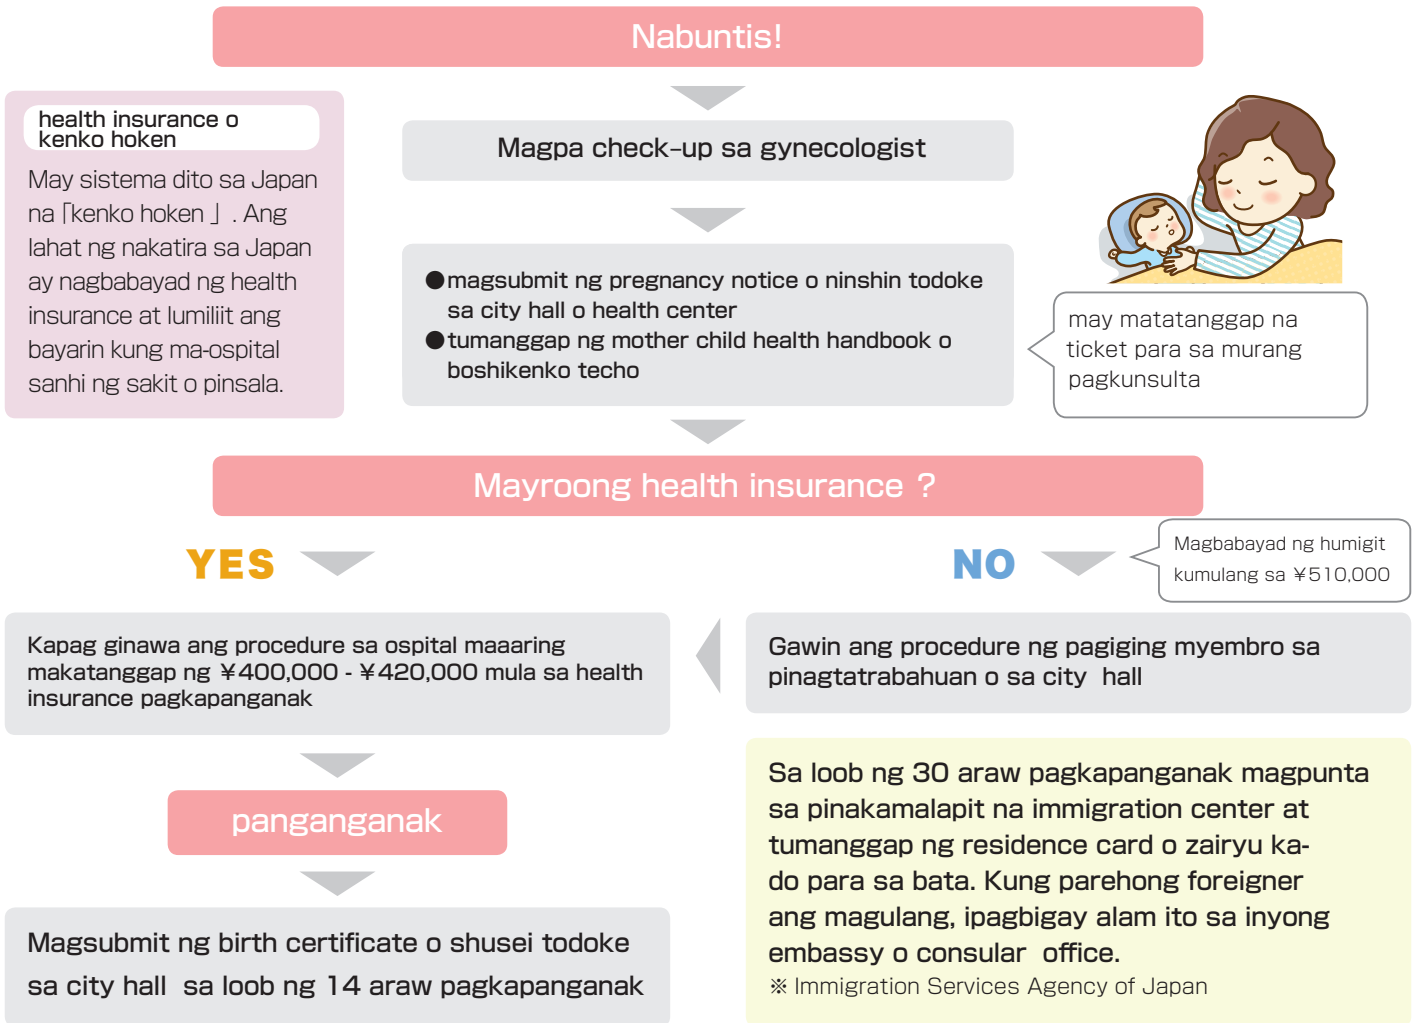 Nabuntis!
health insurance o
kenko hoken
May sistema dito sa Japan
na「kenko hoken 」. Ang
lahat ng nakatira sa Japan
ay nagbabayad ng health
insurance at lumiliit ang
bayarin kung ma-ospital
sanhi ng sakit o pinsala.
Magpa check-up sa gynecologist
●magsubmit ng pregnancy notice o ninshin todoke
sa city hall o health center
●tumanggap ng mother child health handbook o
boshikenko techo
may matatanggap na
ticket para sa murang
pagkunsulta
Mayroong health insurance ?
YES
NO
Magbabayad ng humigit
kumulang sa ¥510,000
Kapag ginawa ang procedure sa ospital maaaring
makatanggap ng ¥400,000 - ¥420,000 mula sa health
insurance pagkapanganak
Gawin ang procedure ng pagiging myembro sa
pinagtatrabahuan o sa city hall
panganganak
Magsubmit ng birth certificate o shusei todoke
sa city hall sa loob ng 14 araw pagkapanganak
Sa loob ng 30 araw pagkapanganak magpunta
sa pinakamalapit na immigration center at
tumanggap ng residence card o zairyu ka-
do para sa bata. Kung parehong foreigner
ang magulang, ipagbigay alam ito sa inyong
embassy o consular office.
※ Immigration Services Agency of Japan